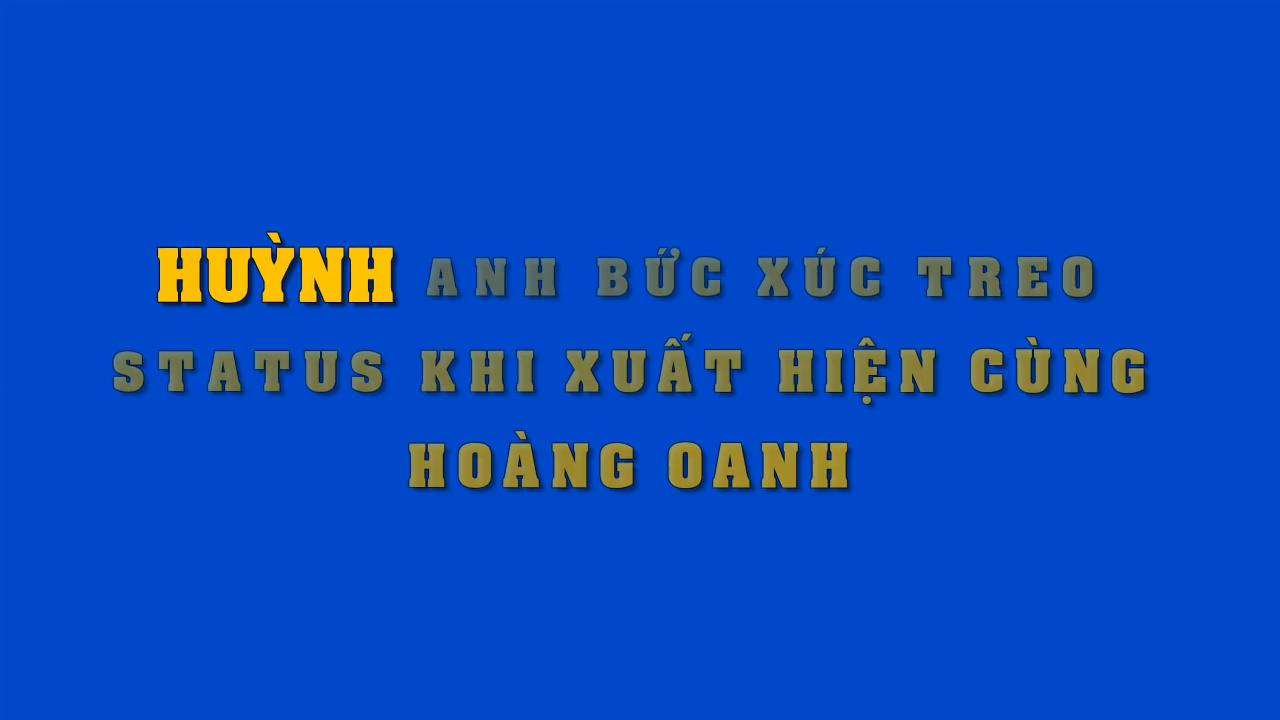 HUỲNH ANH BỨC XÚC TREO
STATUS KHI XUẤT HIỆN CÙNG
HOÀNG OANH